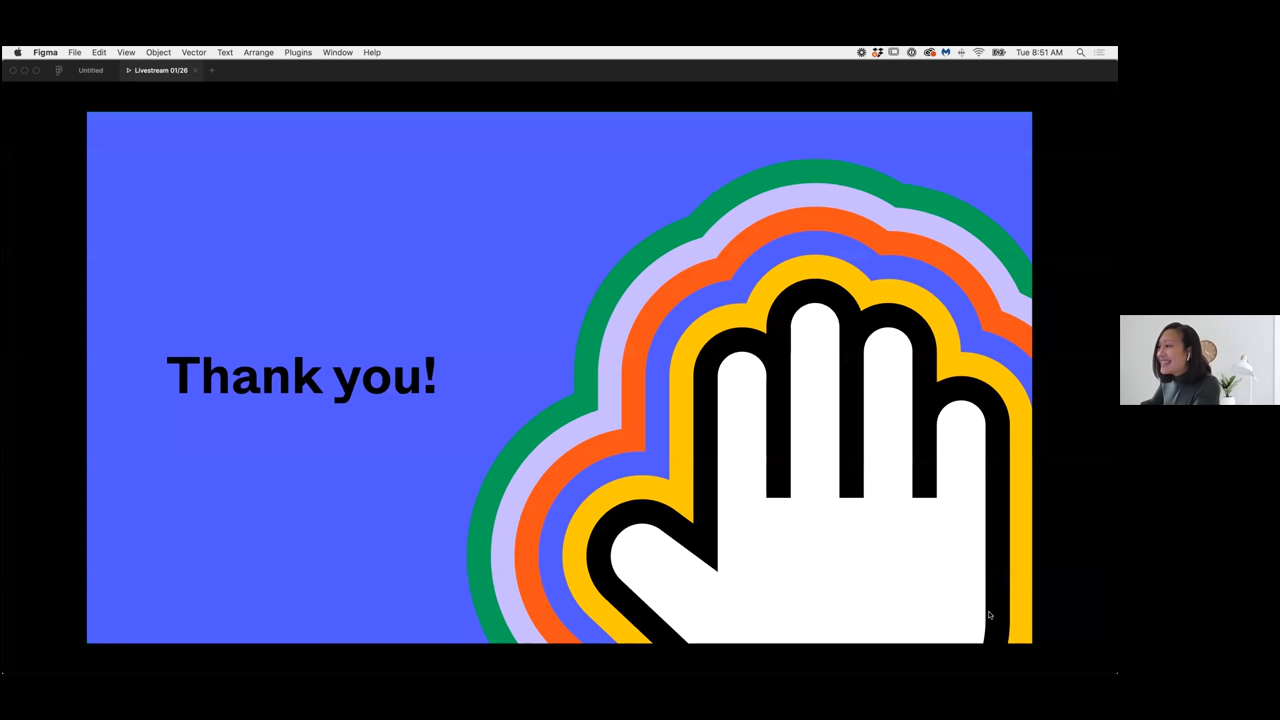 Figma File Edit View Object Vector Text Arrange Plugins Window Help Tue 8:51 AM
Untitled Livestream 01/26
Thank you!